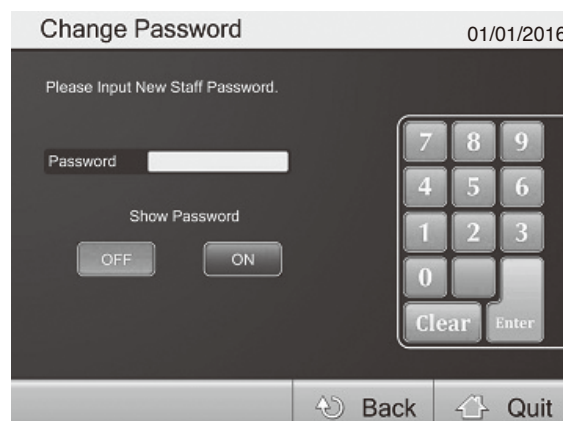 Change Password 01/01/2016
Please Input New Staff Password.
Password
Show Password
OFF ON
7 8 9
4 5 6
1 2 3
0
Clear Enter
Back Quit